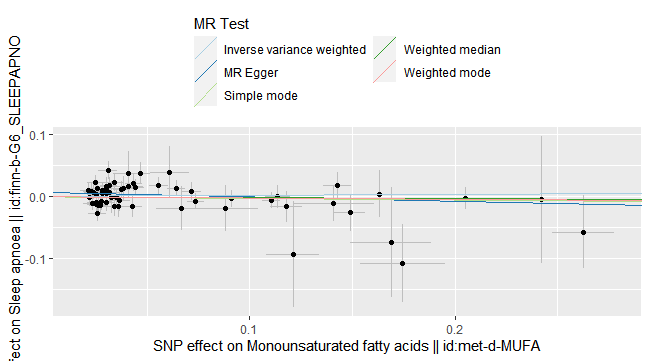 MR Test
Inverse variance weighted
Weighted median
MR Egger
Weighted mode
Simple mode
0.1
0.0
-0.1
0.1
0.2
SNP effect on Monounsaturated fatty acids || id:met-d-MUFA
on Sleep apnoea || id:finn-b-G6_SLEEPAPNO